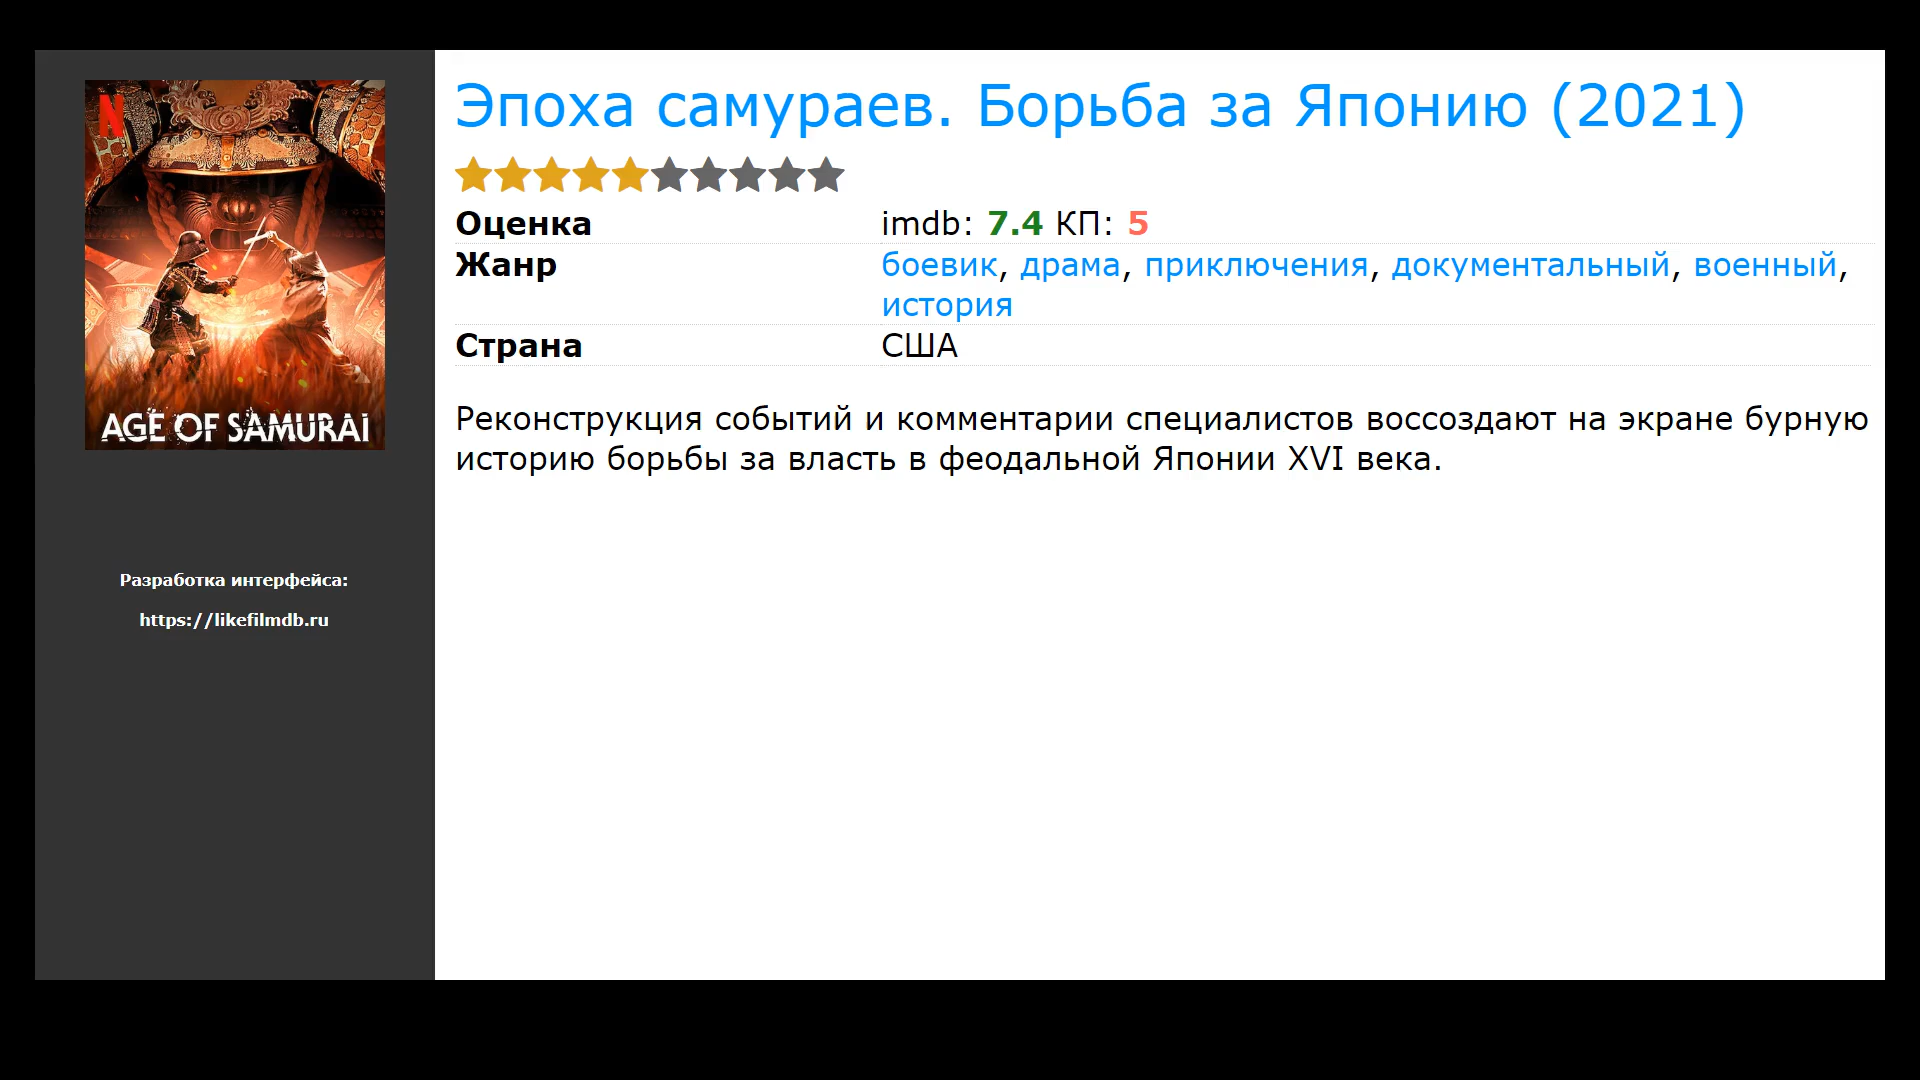 N
AGE OF SAMURAI
Разработка интерфейса:
https://likefilmdb.ru
Эпоха самураев. Борьба за Японию (2021)
Оценка imdb: 7.4 КП: 5
Жанр боевик, драма, приключения, документальный, военный,
история
Страна США
Реконструкция событий и комментарии специалистов воссоздают на экране бурную
историю борьбы за власть в феодальной Японии XVI века.